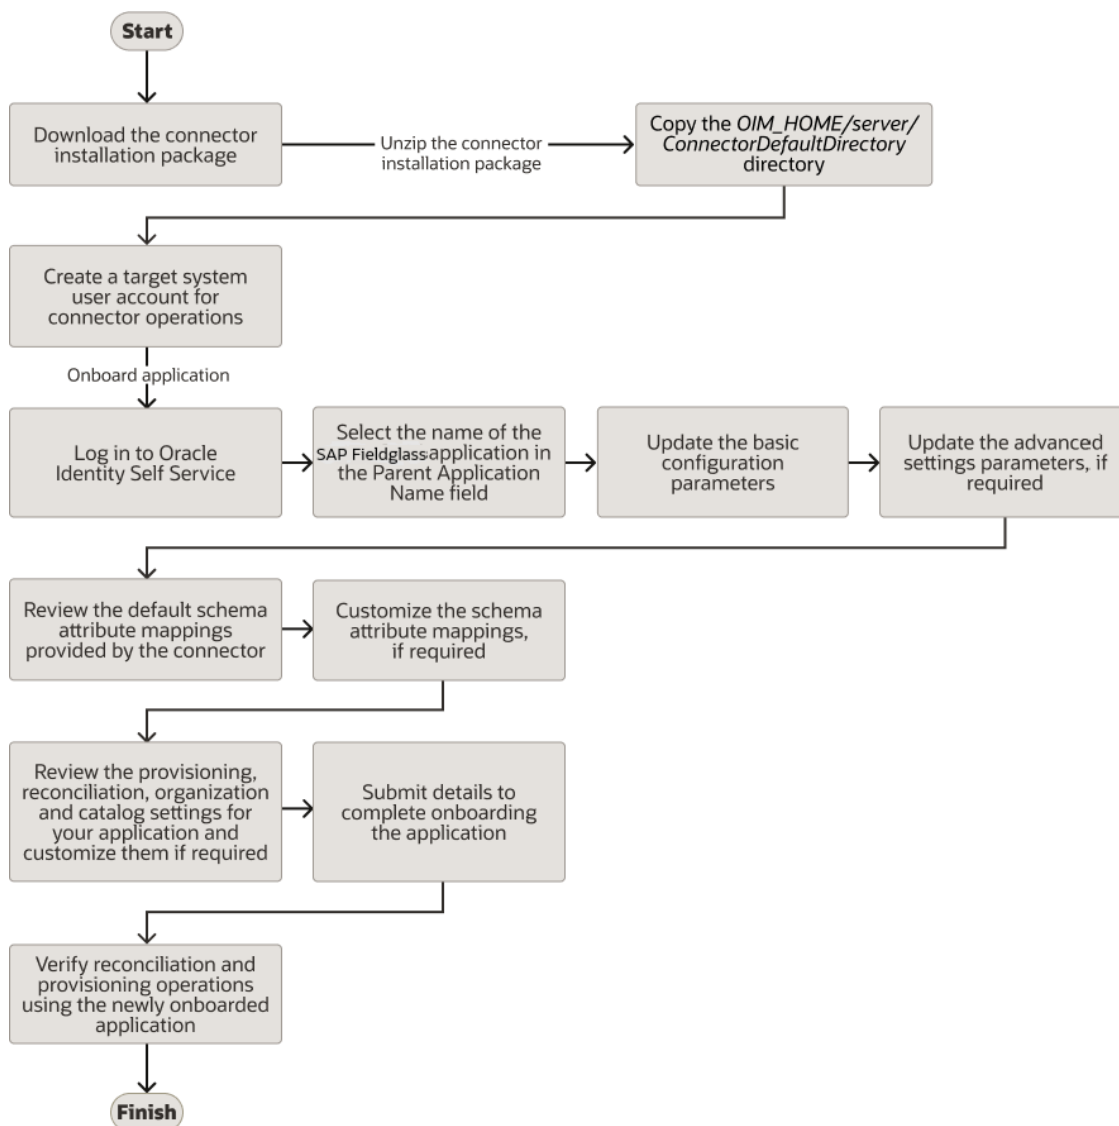 Start
Download the connector
installation package
Unzip the connector
installation package
Copy the OIM_HOME/server/
ConnectorDefaultDirectory
directory
Create a target system
user account for
connector operations
Onboard application
Log in to Oracle
Identity Self Service
Select the name of the
SAP Fieldglass application in
the Parent Application
Name field
Update the basic
configuration
parameters
Update the advanced
settings parameters, if
required
Review the default schema
attribute mappings
provided by the connector
Customize the schema
attribute mappings,
if required
Review the provisioning,
reconciliation, organization
and catalog settings for
your application and
customize them if required
Submit details to
complete onboarding
the application
Verify reconciliation and
provisioning operations
using the newly onboarded
application
Finish